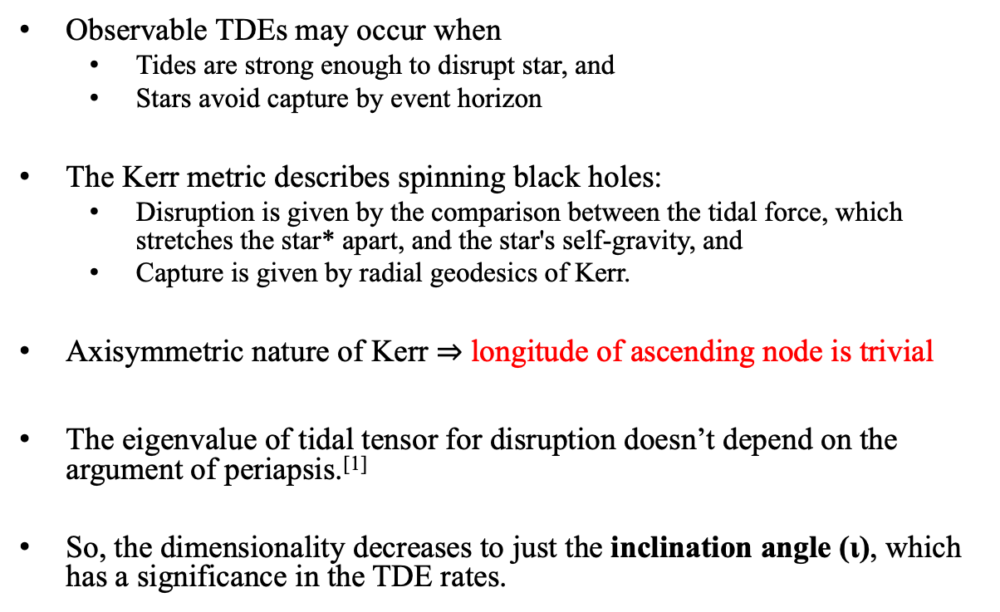 • Observable TDEs may occur when
• Tides are strong enough to disrupt star, and
• Stars avoid capture by event horizon
• The Kerr metric describes spinning black holes:
• Disruption is given by the comparison between the tidal force, which
stretches the star* apart, and the star's self-gravity, and
• Capture is given by radial geodesics of Kerr.
• Axisymmetric nature of Kerr ⇒ longitude of ascending node is trivial
• The eigenvalue of tidal tensor for disruption doesn’t depend on the
argument of periapsis.[1]
• So, the dimensionality decreases to just the inclination angle (ι), which
has a significance in the TDE rates.